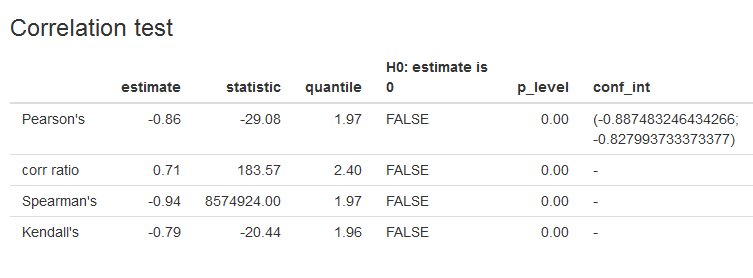 Correlation test
H0: estimate is
estimate statistic quantile 0 p_level conf_int
Pearson's -0.86 -29.08 1.97 FALSE 0.00 (-0.887483246434266;
-0.827993733373377)
corr ratio 0.71 183.57 2.40 FALSE 0.00 -
Spearman's -0.94 8574924.00 1.97 FALSE 0.00 -
Kendall's -0.79 -20.44 1.96 FALSE 0.00 -